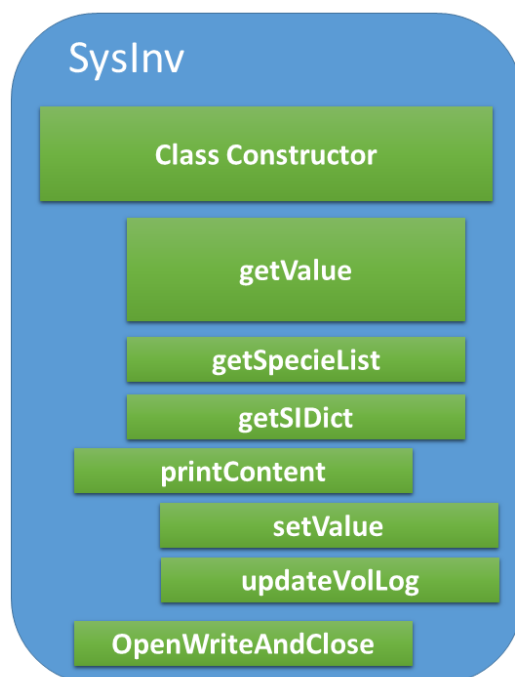 SysInv
Class Constructor
getValue
getSpecieList
getSIDict
printContent
setValue
updateVolLog
OpenWriteAndClose